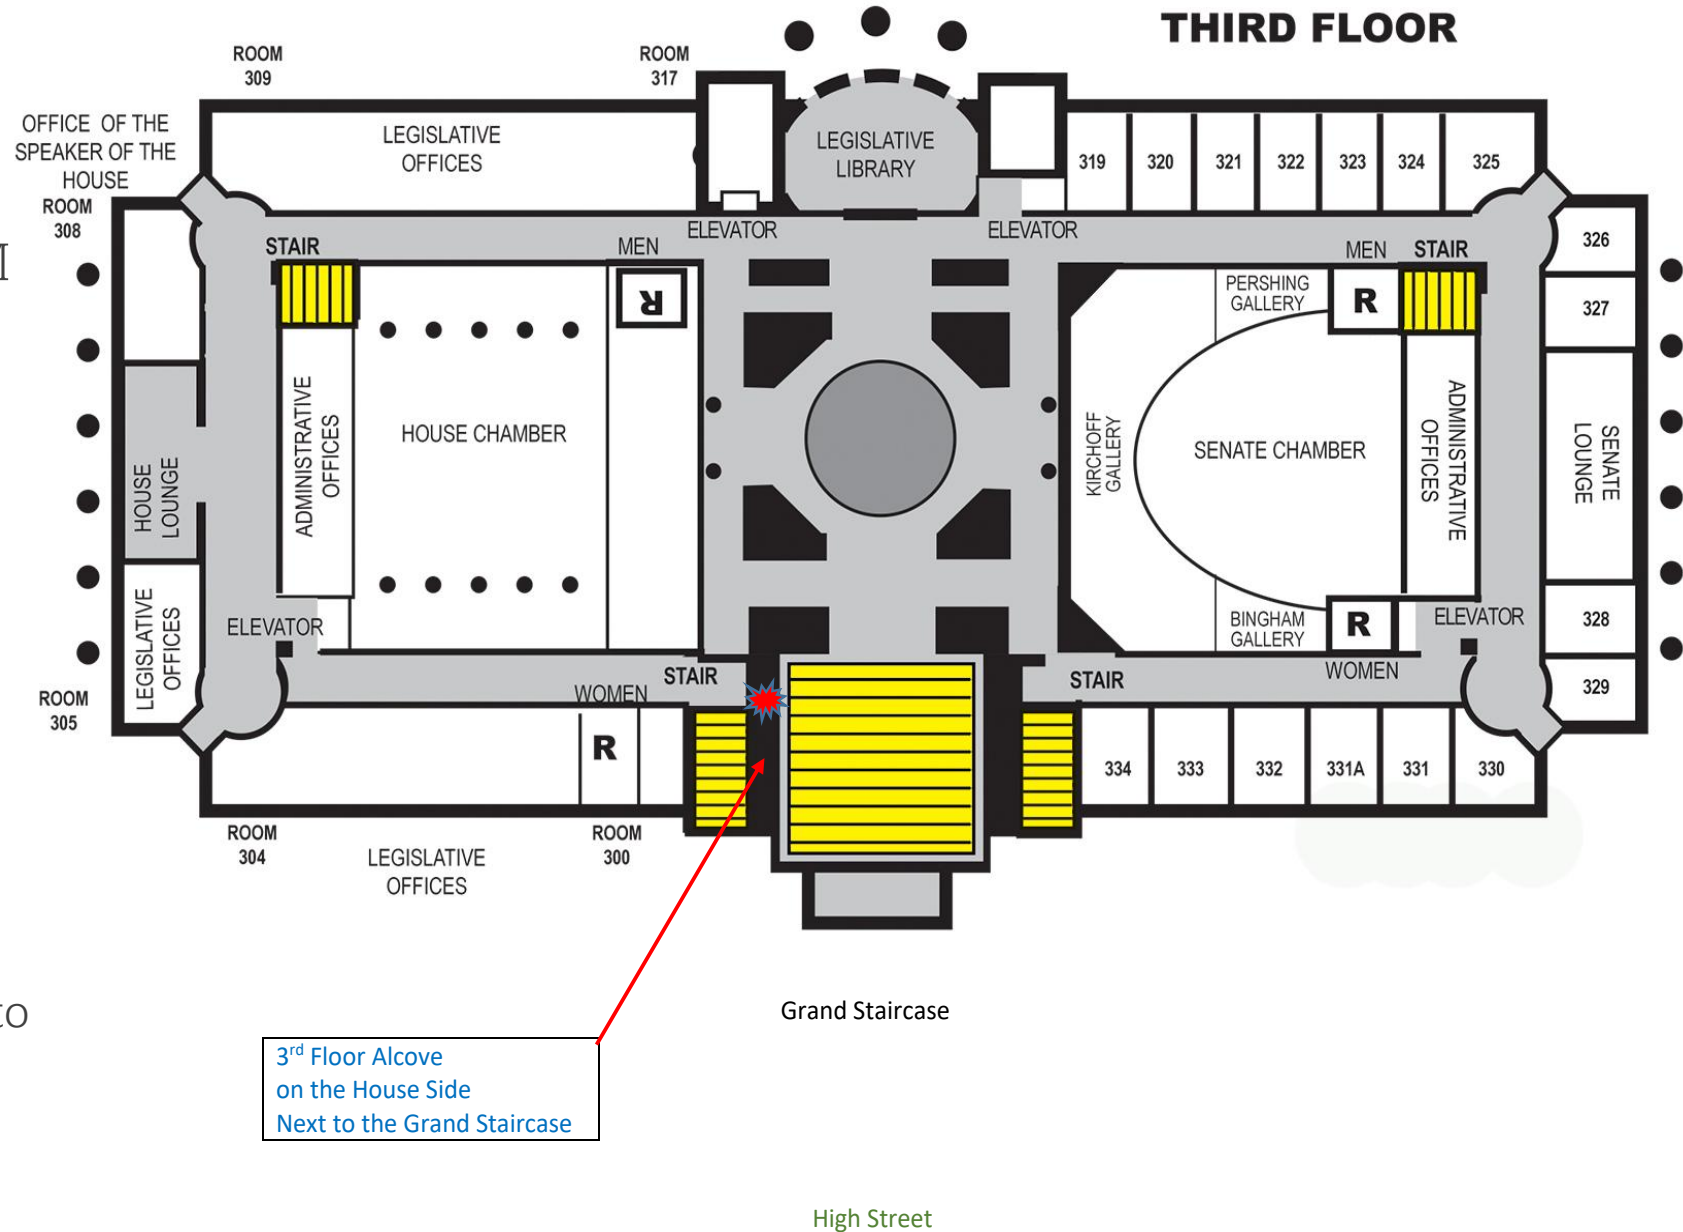 THIRD FLOOR
ROOM
309
ROOM
317
OFFICE OF THE
SPEAKER OF THE
HOUSE
ROOM
308
LEGISLATIVE
OFFICES
LEGISLATIVE
LIBRARY
319
320
321
322
323
324
325
ELEVATOR
ELEVATOR
STAIR
MEN
MEN
STAIR
326
R
PERSHING
GALLERY
R
327
ADMINISTRATIVE
OFFICES
HOUSE CHAMBER
KIRCHOFF
GALLERY
SENATE CHAMBER
ADMINISTRATIVE
OFFICES
SENATE
LOUNGE
HOUSE
LOUNGE
LEGISLATIVE
OFFICES
ELEVATOR
BINGHAM
GALLERY
R
ELEVATOR
328
STAIR
STAIR
WOMEN
329
WOMEN
ROOM
305
R
334
333
332
331A
331
330
ROOM
304
LEGISLATIVE
OFFICES
ROOM
300
to
Grand Staircase
3rd Floor Alcove
on the House Side
Next to the Grand Staircase
High Street